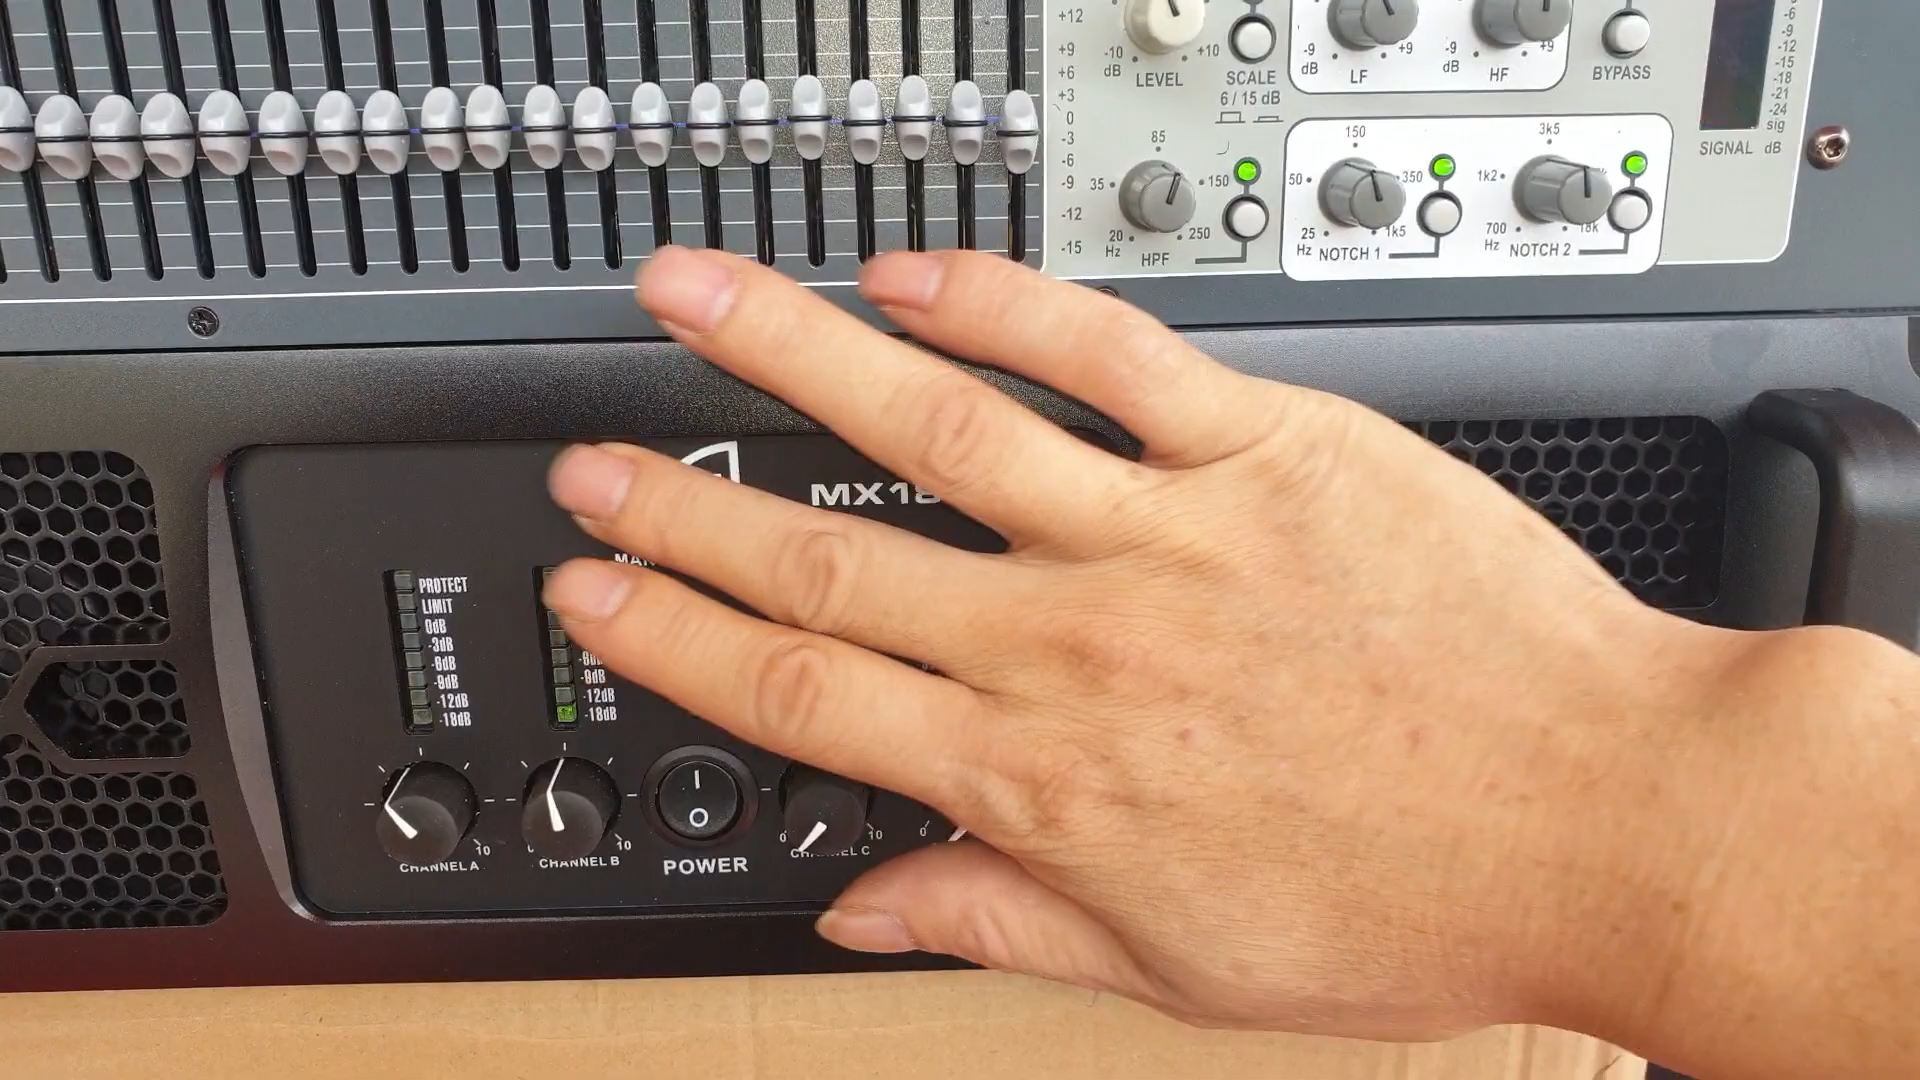 +12
+9
+6
+3
0
-3
-6
-9
-12
-15
-10
dB
+10
LEVEL
SCALE
6 / 15 dB
-9
dB
+9
LF
-9
dB
+9
HF
BYPASS
-6
-9
-12
-15
-18
-21
-24
sig
dB
SIGNAL
85
35
150
20
Hz
250
HPF
150
50
350
25
Hz
1k5
NOTCH 1
3k5
1k2
700
Hz
18k
NOTCH 2
MX18
PROTECT
LIMIT
0dB
-3dB
-6dB
-9dB
-12dB
-18dB
-6dB
-9dB
-12dB
-18dB
10
CHANNEL A
10
CHANNEL B
POWER
0
10
CHANNEL C
0